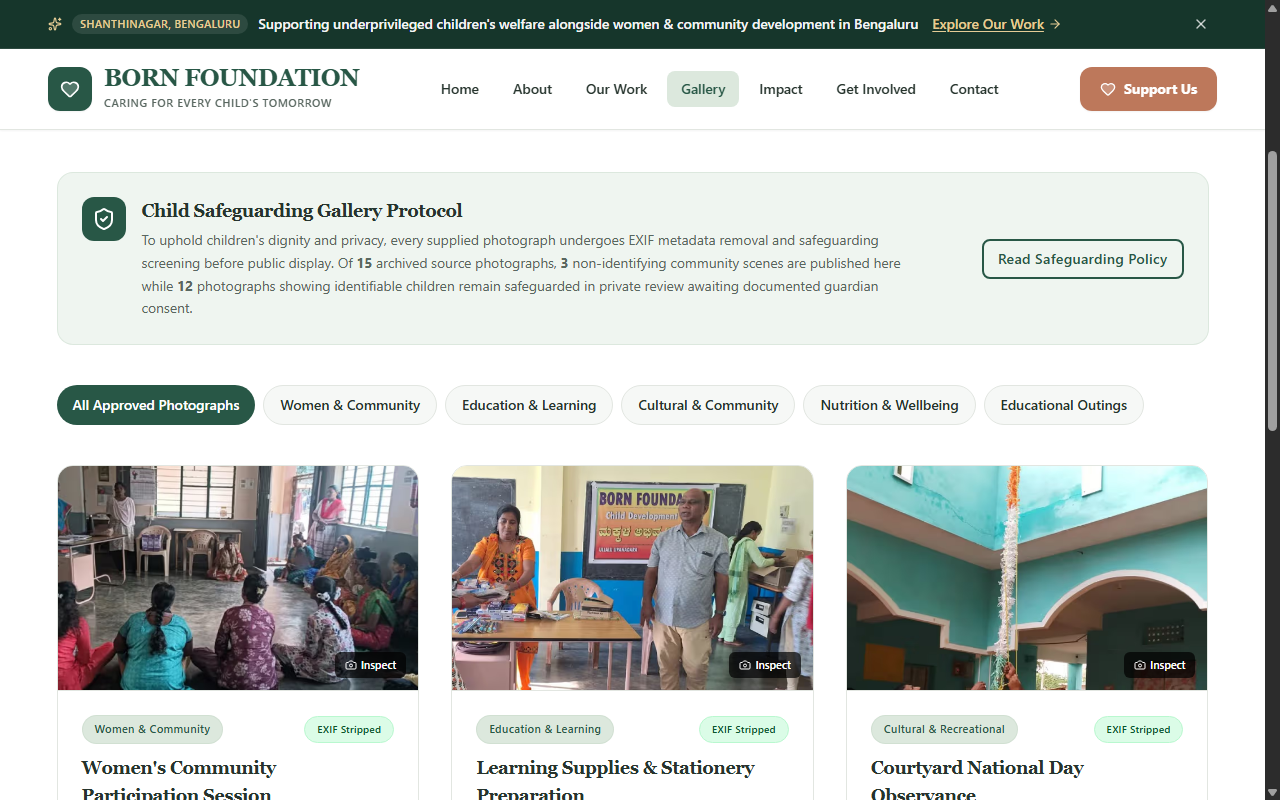 SHANTHINAGAR, BENGALURU Supporting underprivileged children's welfare alongside women & community development in Bengaluru Explore Our Work →
BORN FOUNDATION
CARING FOR EVERY CHILD'S TOMORROW
Home About Our Work Gallery Impact Get Involved Contact
Support Us
Child Safeguarding Gallery Protocol
To uphold children's dignity and privacy, every supplied photograph undergoes EXIF metadata removal and safeguarding
screening before public display. Of 15 archived source photographs, 3 non-identifying community scenes are published here
while 12 photographs showing identifiable children remain safeguarded in private review awaiting documented guardian
consent.
Read Safeguarding Policy
All Approved Photographs Women & Community Education & Learning Cultural & Community Nutrition & Wellbeing Educational Outings
BORN FOUNDA
Child Development
ಮಕ್ಕಳ ಅಭಿವ
Inspect Inspect Inspect
Women & Community EXIF Stripped
Women's Community
Participation Session
Education & Learning EXIF Stripped
Learning Supplies & Stationery
Preparation
Cultural & Recreational EXIF Stripped
Courtyard National Day
Observance